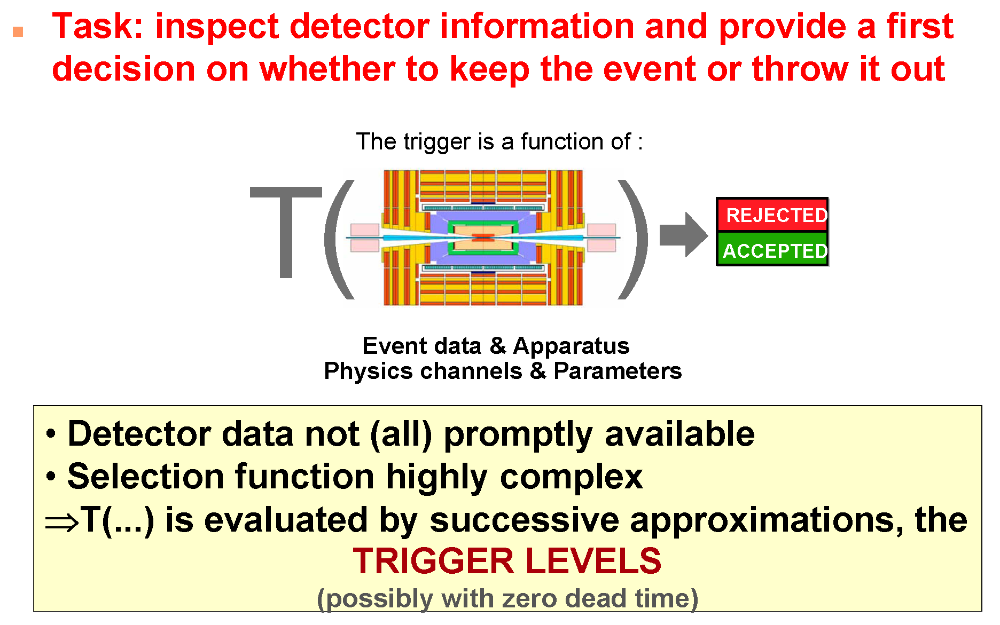 ▪ Task: inspect detector information and provide a first
decision on whether to keep the event or throw it out
The trigger is a function of :
T( ) 
REJECTED
ACCEPTED
Event data & Apparatus
Physics channels & Parameters
• Detector data not (all) promptly available
• Selection function highly complex
⇒T(...) is evaluated by successive approximations, the
TRIGGER LEVELS
(possibly with zero dead time)